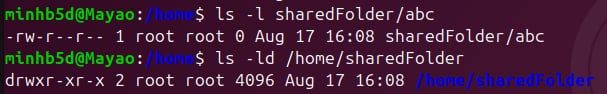 minhb5d@Mayao:/home$ ls -l sharedFolder/abc
-rw-r--r-- 1 root root 0 Aug 17 16:08 sharedFolder/abc
minhb5d@Mayao:/home$ ls -ld /home/sharedFolder
drwxr-xr-x 2 root root 4096 Aug 17 16:08 /home/sharedFolder